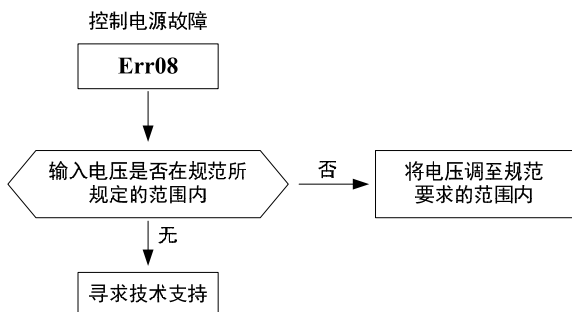 控制电源故障
Err08
输入电压是否在规范所
规定的范围内
否
将电压调至规范
要求的范围内
无
寻求技术支持